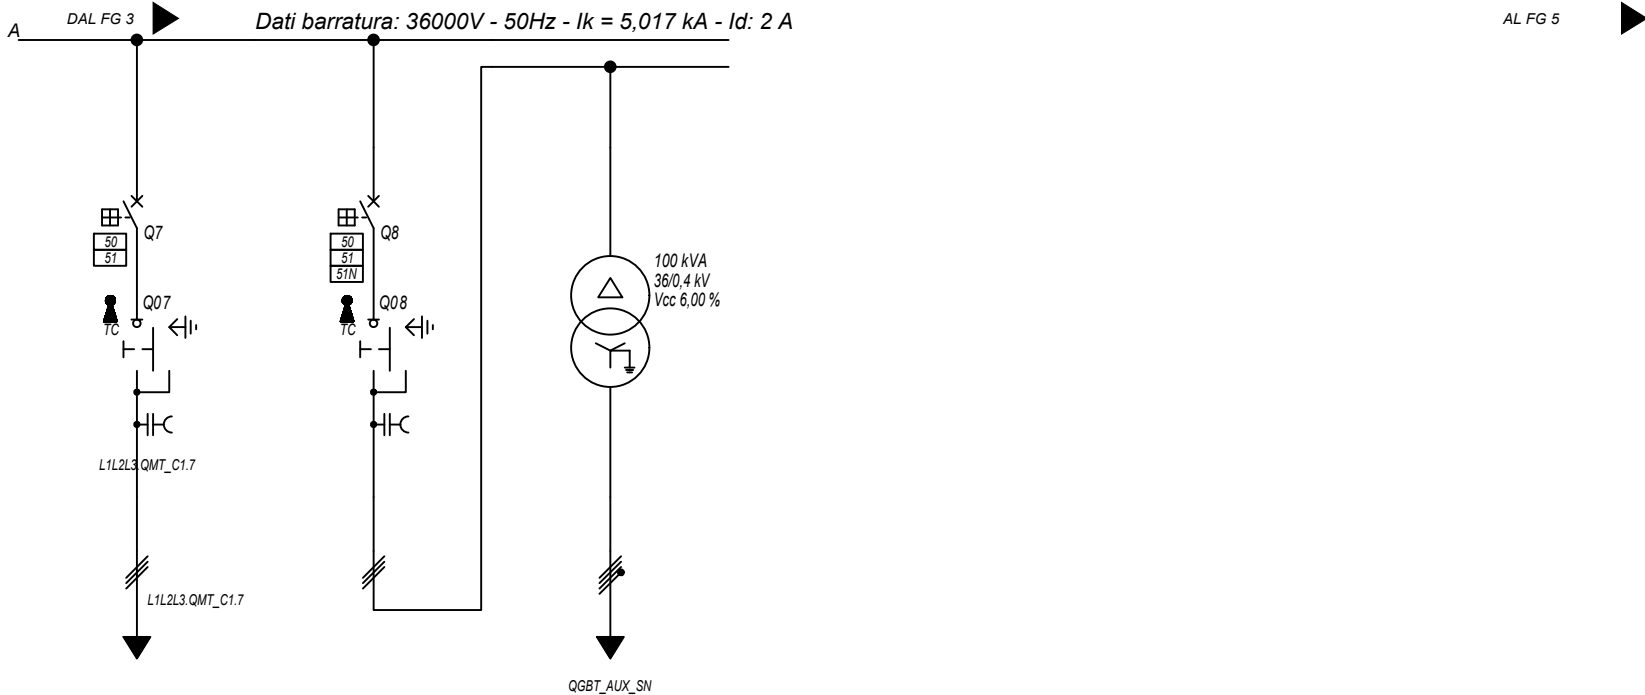 DAL FG 3
Dati barratura: 36000V - 50Hz - Ik = 5,017 kA - Id: 2 A
AL FG 5
A
Q7
50
51
Q07
TC
L1L2L3.QMT_C1.7
L1L2L3.QMT_C1.7
Q8
50
51
51N
Q08
TC
100 kVA
36/0,4 kV
Vcc 6,00 %
QGBT_AUX_SN